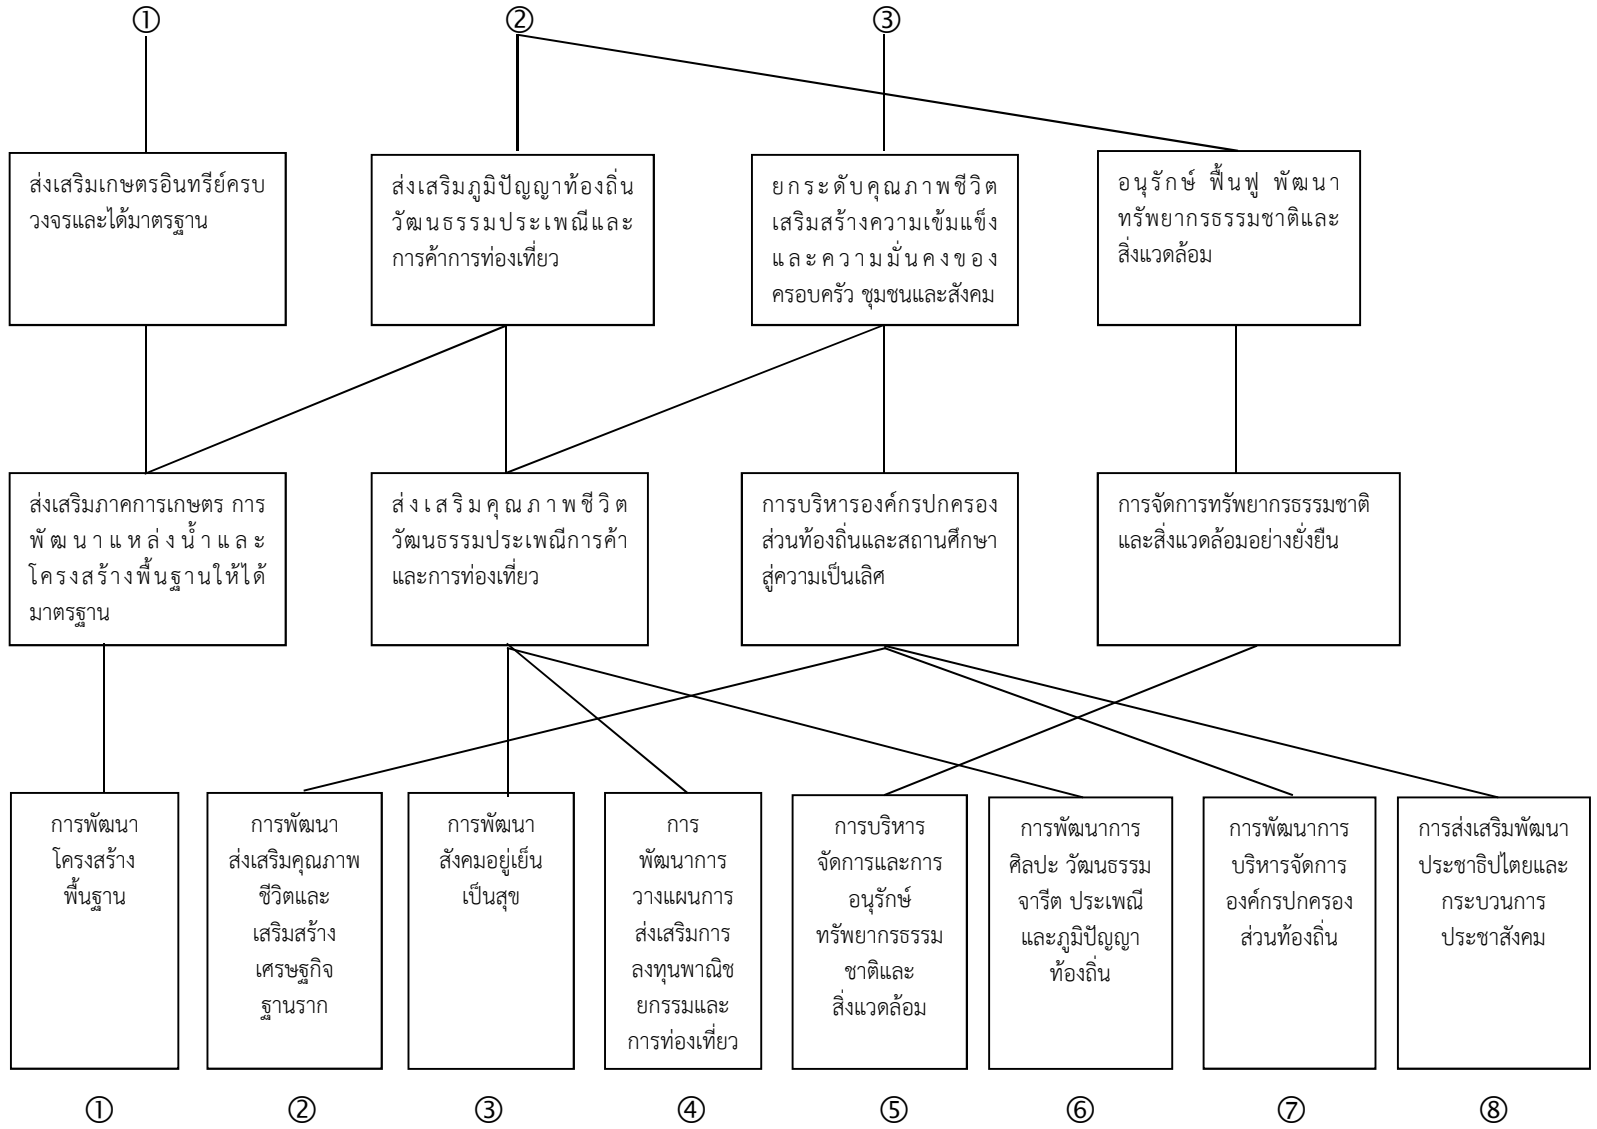 ①
②
③
ส่งเสริมเกษตรอินทรีย์ครบ
วงจรและได้มาตรฐาน
ส่งเสริมภูมิปัญญาท้องถิ่น
วัฒนธรรมประเพณีและ
การค้าการท่องเที่ยว
ยกระดับคุณภาพชีวิต
เสริมสร้างความเข้มแข็ง
และความมั่นคงของ
ครอบครัว ชุมชนและสังคม
อนุรักษ์ ฟื้นฟู พัฒนา
ทรัพยากรธรรมชาติและ
สิ่งแวดล้อม
ส่งเสริมภาคการเกษตร การ
พัฒนาแหล่งน้ำและ
โครงสร้างพื้นฐานให้ได้
มาตรฐาน
ส่งเสริมคุณภาพชีวิต
วัฒนธรรมประเพณีการค้า
และการท่องเที่ยว
การบริหารองค์กรปกครอง
ส่วนท้องถิ่นและสถานศึกษา
สู่ความเป็นเลิศ
การจัดการทรัพยากรธรรมชาติ
และสิ่งแวดล้อมอย่างยั่งยืน
การพัฒนา
โครงสร้าง
พื้นฐาน
การพัฒนา
ส่งเสริมคุณภาพ
ชีวิตและ
เสริมสร้าง
เศรษฐกิจ
ฐานราก
การพัฒนา
สังคมอยู่เย็น
เป็นสุข
การ
พัฒนาการ
วางแผนการ
ส่งเสริมการ
ลงทุนพาณิช
ยกรรมและ
การท่องเที่ยว
การบริหาร
จัดการและการ
อนุรักษ์
ทรัพยากรธรรม
ชาติและ
สิ่งแวดล้อม
การพัฒนาการ
ศิลปะ วัฒนธรรม
จารีต ประเพณี
และภูมิปัญญา
ท้องถิ่น
การพัฒนาการ
บริหารจัดการ
องค์กรปกครอง
ส่วนท้องถิ่น
การส่งเสริมพัฒนา
ประชาธิปไตยและ
กระบวนการ
ประชาสังคม
①
②
③
④
⑤
⑥
⑦
⑧